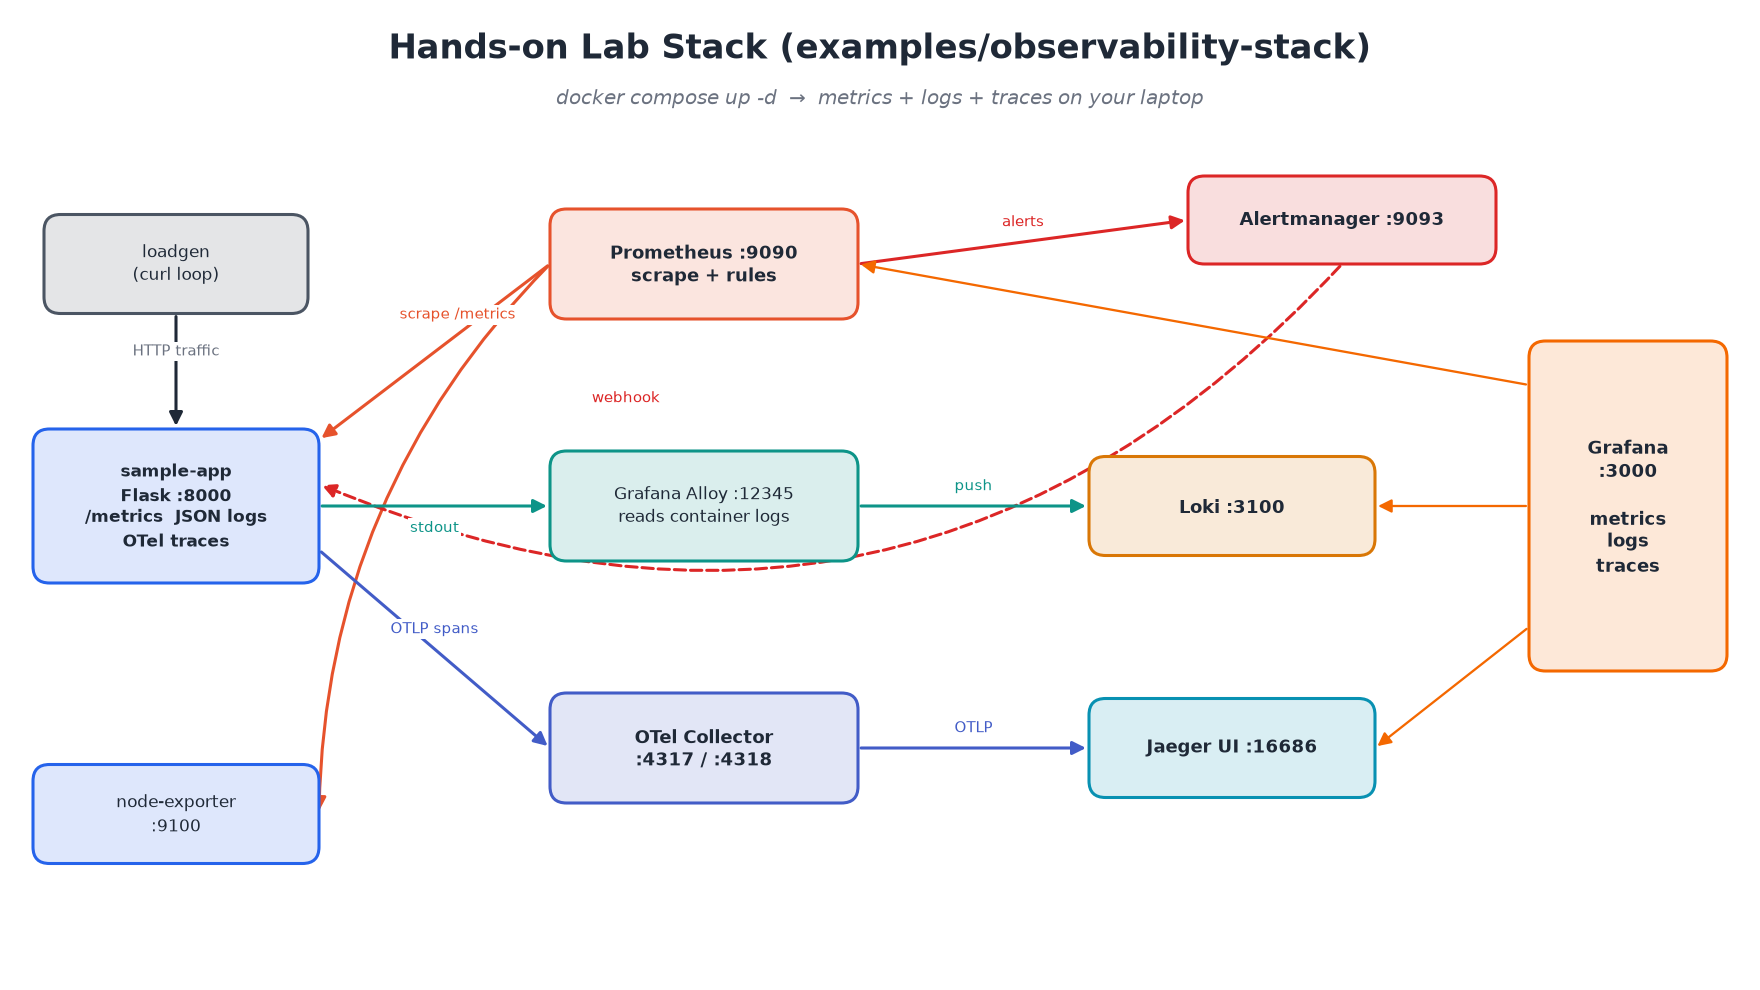 Hands-on Lab Stack (examples/observability-stack)
docker compose up -d → metrics + logs + traces on your laptop
loadgen
(curl loop)
HTTP traffic
Prometheus :9090
scrape + rules
alerts
Alertmanager :9093
scrape /metrics
webhook
sample-app
Flask :8000
/metrics  JSON logs
OTel traces
stdout
Grafana Alloy :12345
reads container logs
push
Loki :3100
Grafana
:3000
metrics
logs
traces
OTLP spans
OTel Collector
:4317 / :4318
OTLP
Jaeger UI :16686
node-exporter
:9100